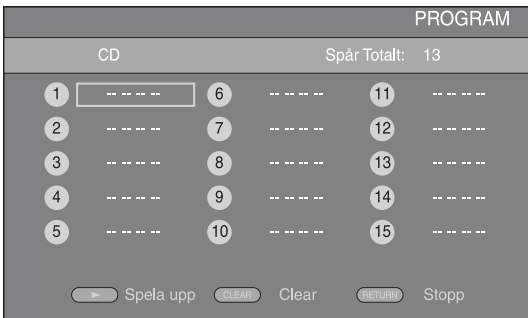 PROGRAM
CD Spår Totalt: 13
1 -- -- -- -- 6 -- -- -- -- 11 -- -- -- --
2 -- -- -- -- 7 -- -- -- -- 12 -- -- -- --
3 -- -- -- -- 8 -- -- -- -- 13 -- -- -- --
4 -- -- -- -- 9 -- -- -- -- 14 -- -- -- --
5 -- -- -- -- 10 -- -- -- -- 15 -- -- -- --
Spela upp CLEAR Clear RETURN Stopp